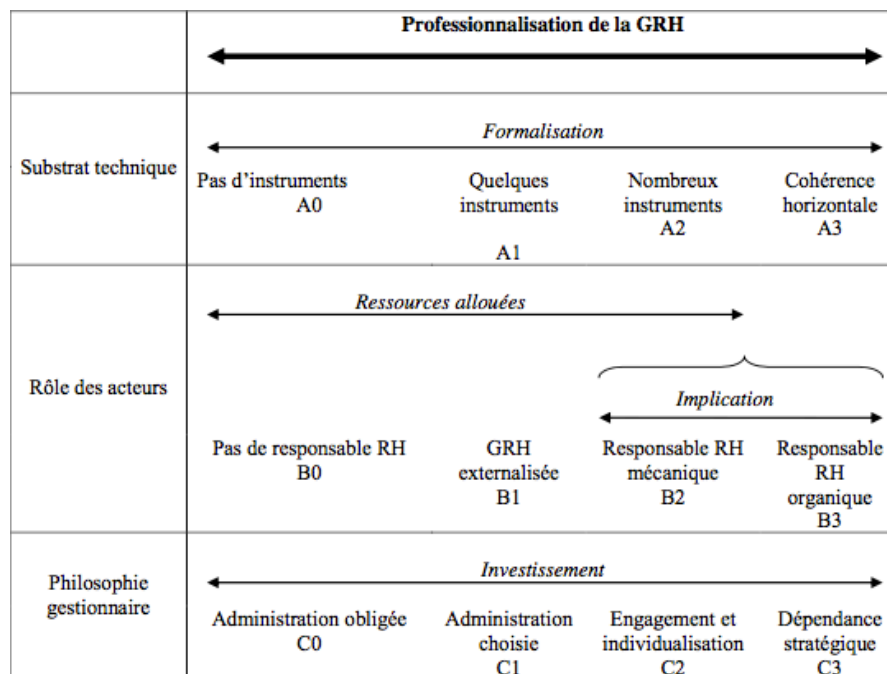 Professionnalisation de la GRH
Formalisation
Substrat technique
Pas d'instruments
A0
Quelques
instruments
A1
Nombreux
instruments
A2
Cohérence
horizontale
A3
Ressources allouées
Rôle des acteurs
Implication
Pas de responsable RH
B0
GRH
externalisée
B1
Responsable RH
mécanique
B2
Responsable
RH
organique
B3
Philosophie
gestionnaire
Investissement
Administration obligée
C0
Administration
choisie
C1
Engagement et
individualisation
C2
Dépendance
stratégique
C3